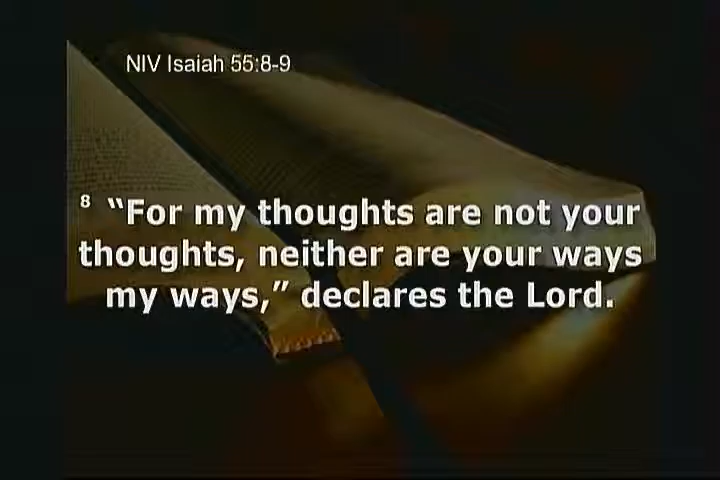 NIV Isaiah 55:8-9
8 “For my thoughts are not your
thoughts, neither are your ways
my ways,” declares the Lord.